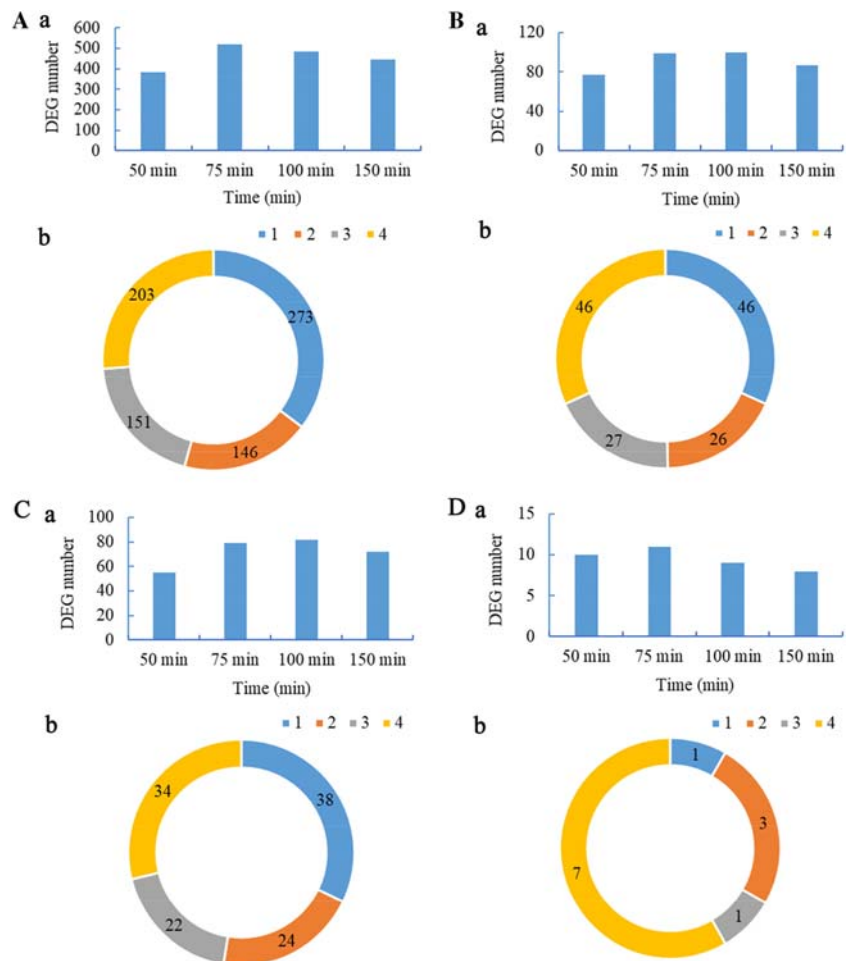 A a
600
500
400
300
200
100
0
DEG number
50 min 75 min 100 min 150 min
Time (min)
b
1 2 3 4
203
273
151
146
B a
120
80
40
0
DEG number
50 min 75 min 100 min 150 min
Time (min)
b
1 2 3 4
46
46
27
26
C a
100
80
60
40
20
0
DEG number
50 min 75 min 100 min 150 min
Time (min)
b
1 2 3 4
34
38
22
24
D a
15
10
5
0
DEG number
50 min 75 min 100 min 150 min
Time (min)
b
1 2 3 4
1
3
7
1